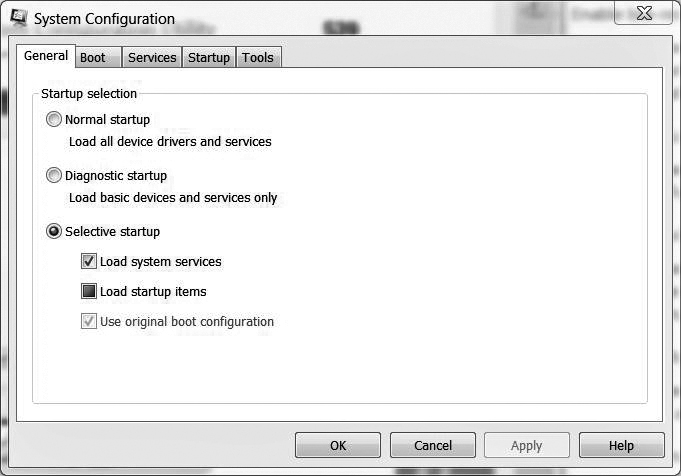 System Configuration
General Boot Services Startup Tools
Startup selection
Normal startup
Load all device drivers and services
Diagnostic startup
Load basic devices and services only
Selective startup
Load system services
Load startup items
Use original boot configuration
OK Cancel Apply Help